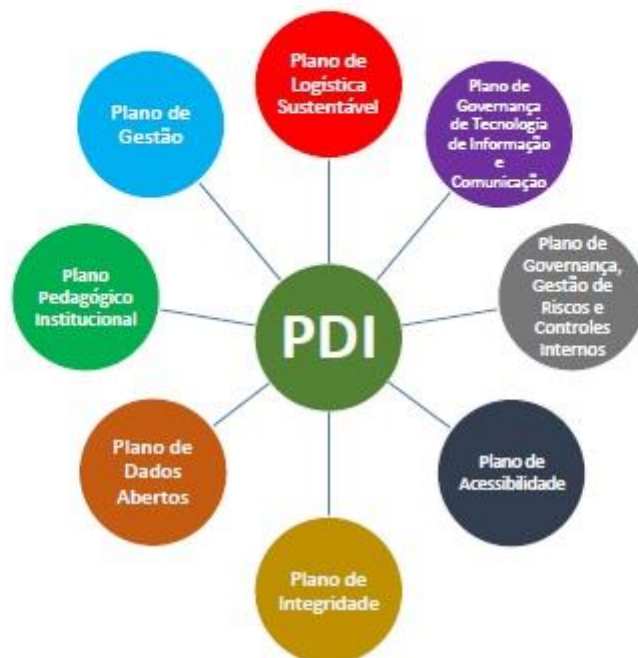 Plano de
Logística
Sustentável
Plano de
Governança
de Tecnologia
de Informação
e
Comunicação
Plano de
Governança,
Gestão de
Riscos e
Controles
Internos
Plano de
Acessibilidade
Plano de
Integridade
Plano de
Dados
Abertos
Plano
Pedagógico
Institucional
Plano de
Gestão
PDI